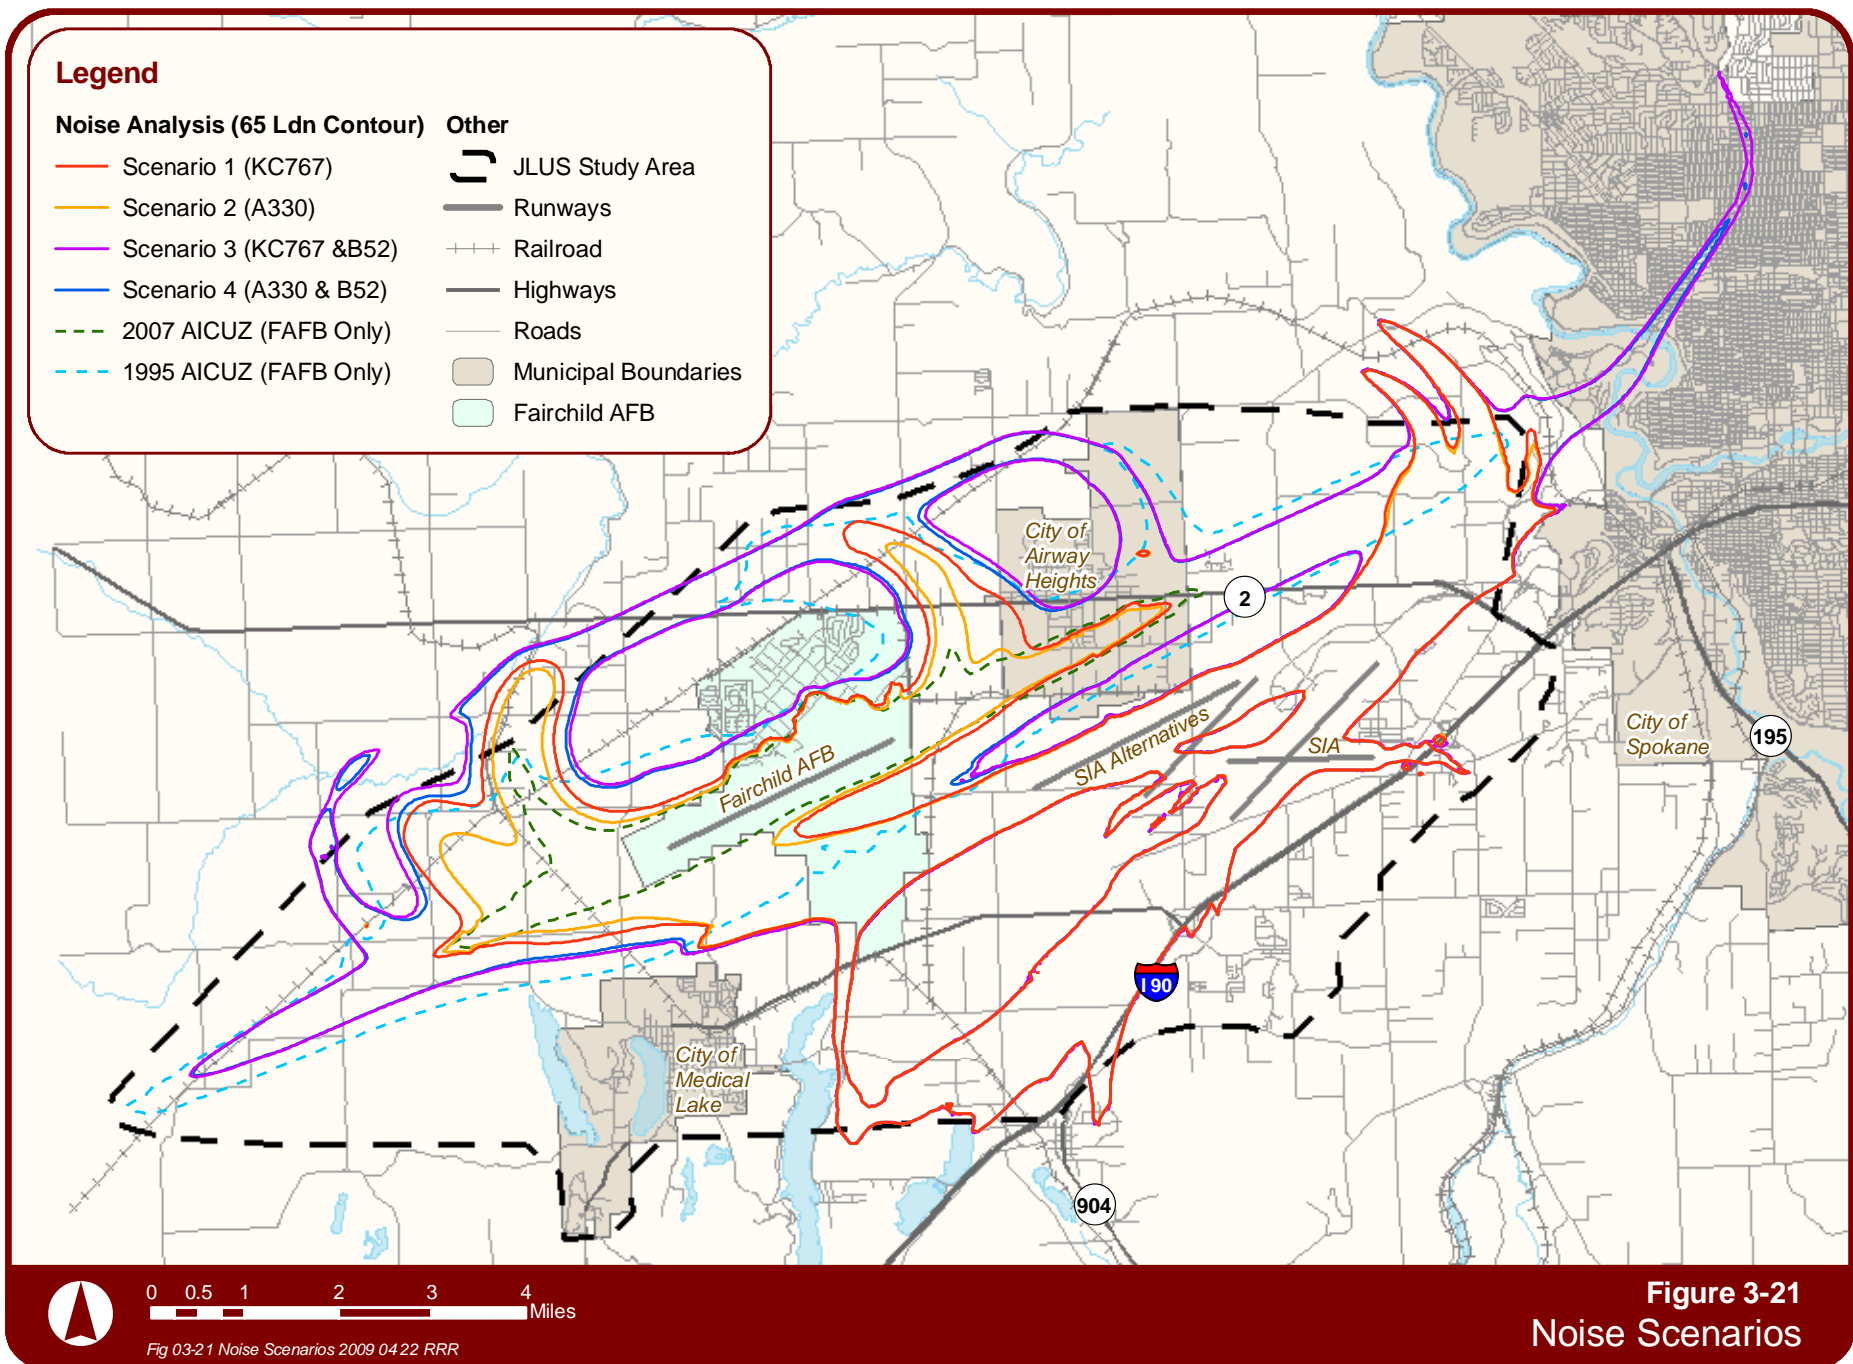 Legend
Noise Analysis (65 Ldn Contour)
Scenario 1 (KC767)
Scenario 2 (A330)
Scenario 3 (KC767 &B52)
Scenario 4 (A330 & B52)
2007 AICUZ (FAFB Only)
1995 AICUZ (FAFB Only)
Other
JLUS Study Area
Runways
Railroad
Highways
Roads
Municipal Boundaries
Fairchild AFB
City of
Airway
Heights
2
Fairchild AFB
SIA Alternatives
SIA
City of
Spokane
195
I 90
City of
Medical
Lake
904
0 0.5 1 2 3 4
Miles
Fig 03-21 Noise Scenarios 2009 04 22 RRR
Figure 3-21
Noise Scenarios